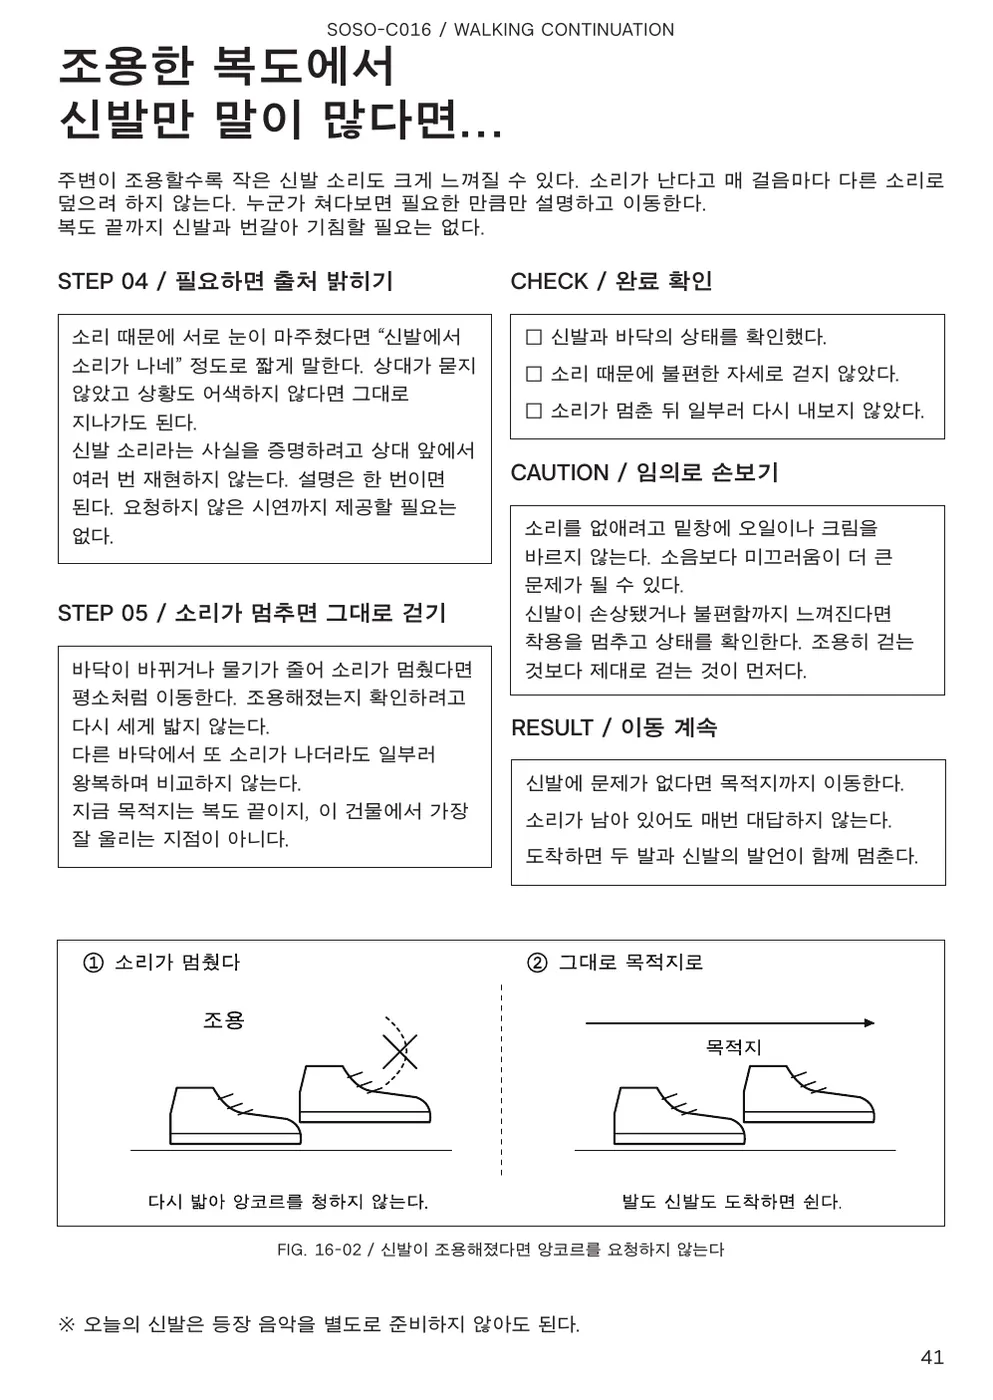 SOSO-C016 / WALKING CONTINUATION
조용한 복도에서
신발만 말이 많다면...
주변이 조용할수록 작은 신발 소리도 크게 느껴질 수 있다. 소리가 난다고 매 걸음마다 다른 소리로
덮으려 하지 않는다. 누군가 쳐다보면 필요한 만큼만 설명하고 이동한다.
복도 끝까지 신발과 번갈아 기침할 필요는 없다.
STEP 04 / 필요하면 출처 밝히기
소리 때문에 서로 눈이 마주쳤다면 “신발에서
소리가 나네” 정도로 짧게 말한다. 상대가 묻지
않았고 상황도 어색하지 않다면 그대로
지나가도 된다.
신발 소리라는 사실을 증명하려고 상대 앞에서
여러 번 재현하지 않는다. 설명은 한 번이면
된다. 요청하지 않은 시연까지 제공할 필요는
없다.
STEP 05 / 소리가 멈추면 그대로 걷기
바닥이 바뀌거나 물기가 줄어 소리가 멈췄다면
평소처럼 이동한다. 조용해졌는지 확인하려고
다시 세게 밟지 않는다.
다른 바닥에서 또 소리가 나더라도 일부러
왕복하며 비교하지 않는다.
지금 목적지는 복도 끝이지, 이 건물에서 가장
잘 울리는 지점이 아니다.
CHECK / 완료 확인
□ 신발과 바닥의 상태를 확인했다.
□ 소리 때문에 불편한 자세로 걷지 않았다.
□ 소리가 멈춘 뒤 일부러 다시 내보지 않았다.
CAUTION / 임의로 손보기
소리를 없애려고 밑창에 오일이나 크림을
바르지 않는다. 소음보다 미끄러움이 더 큰
문제가 될 수 있다.
신발이 손상됐거나 불편함까지 느껴진다면
착용을 멈추고 상태를 확인한다. 조용히 걷는
것보다 제대로 걷는 것이 먼저다.
RESULT / 이동 계속
신발에 문제가 없다면 목적지까지 이동한다.
소리가 남아 있어도 매번 대답하지 않는다.
도착하면 두 발과 신발의 발언이 함께 멈춘다.
① 소리가 멈췄다
조용
다시 밟아 앙코르를 청하지 않는다.
② 그대로 목적지로
목적지
발도 신발도 도착하면 쉰다.
FIG. 16-02 / 신발이 조용해졌다면 앙코르를 요청하지 않는다
※ 오늘의 신발은 등장 음악을 별도로 준비하지 않아도 된다.
41